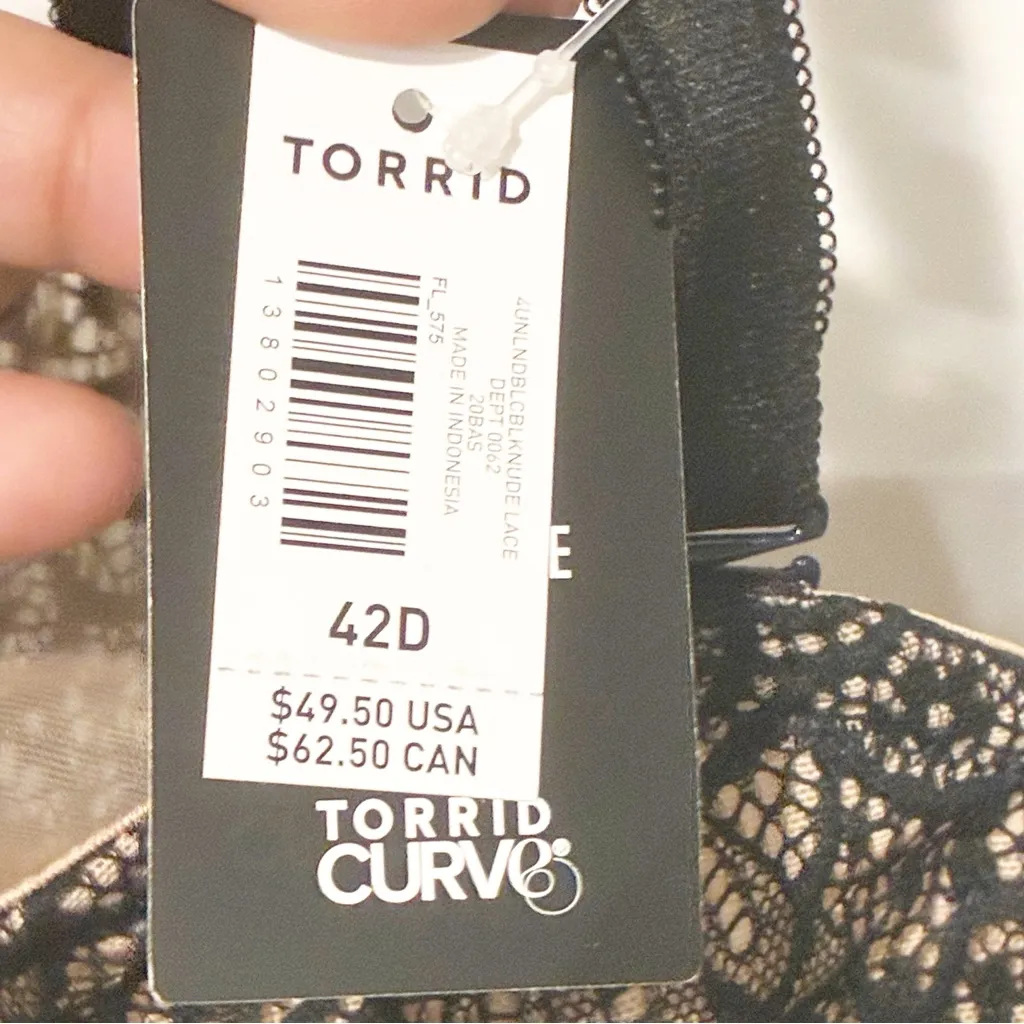 TORRID
13802903
FL_575
MADE IN INDONESIA
20BAS
DEPT 0062
4UNLNDBLCBLKNUDE LACE
E
42D
$49.50 USA
$62.50 CAN
TORRID
CURVE